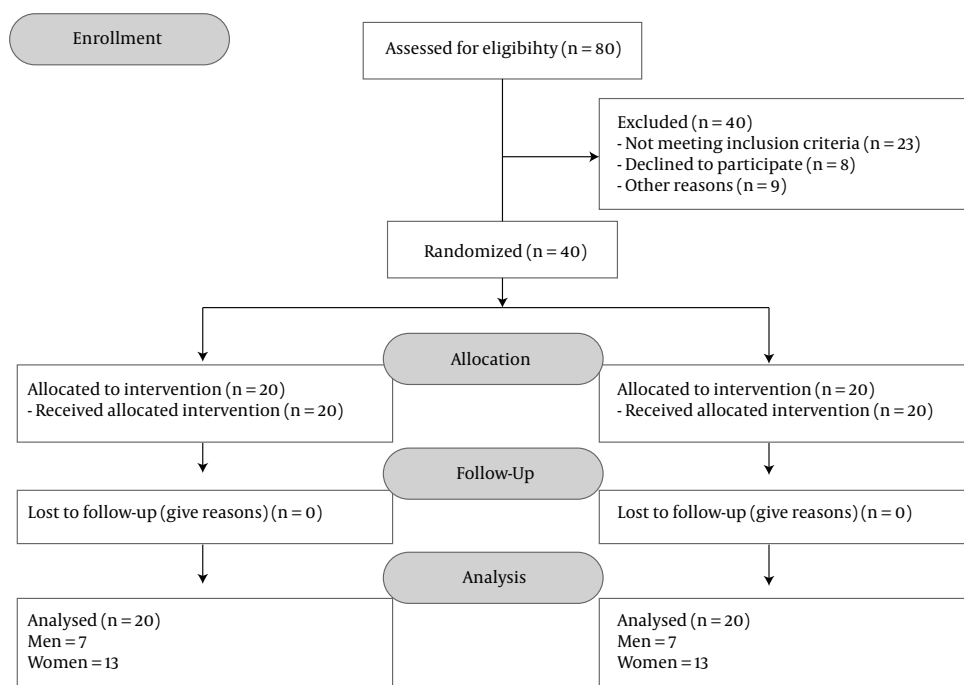 Enrollment
Assessed for eligibihty (n = 80)
Excluded (n = 40)
- Not meeting inclusion criteria (n = 23)
- Declined to participate (n = 8)
- Other reasons (n = 9)
Randomized (n = 40)
Allocation
Allocated to intervention (n = 20)
- Received allocated intervention (n = 20)
Allocated to intervention (n = 20)
- Received allocated intervention (n = 20)
Follow-Up
Lost to follow-up (give reasons) (n = 0)
Lost to follow-up (give reasons) (n = 0)
Analysis
Analysed (n = 20)
Men = 7
Women = 13
Analysed (n = 20)
Men = 7
Women = 13